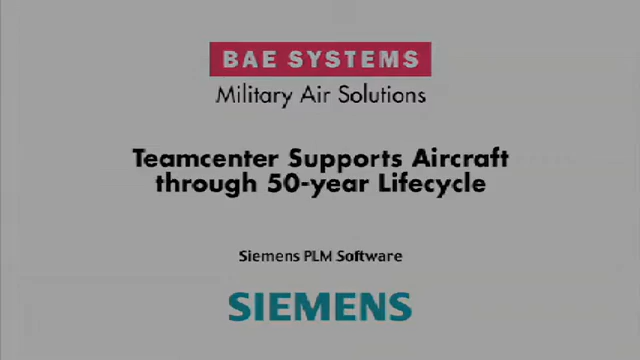 BAE SYSTEMS
Military Air Solutions
Teamcenter Supports Aircraft
through 50-year Lifecycle
Siemens PLM Software
SIEMENS